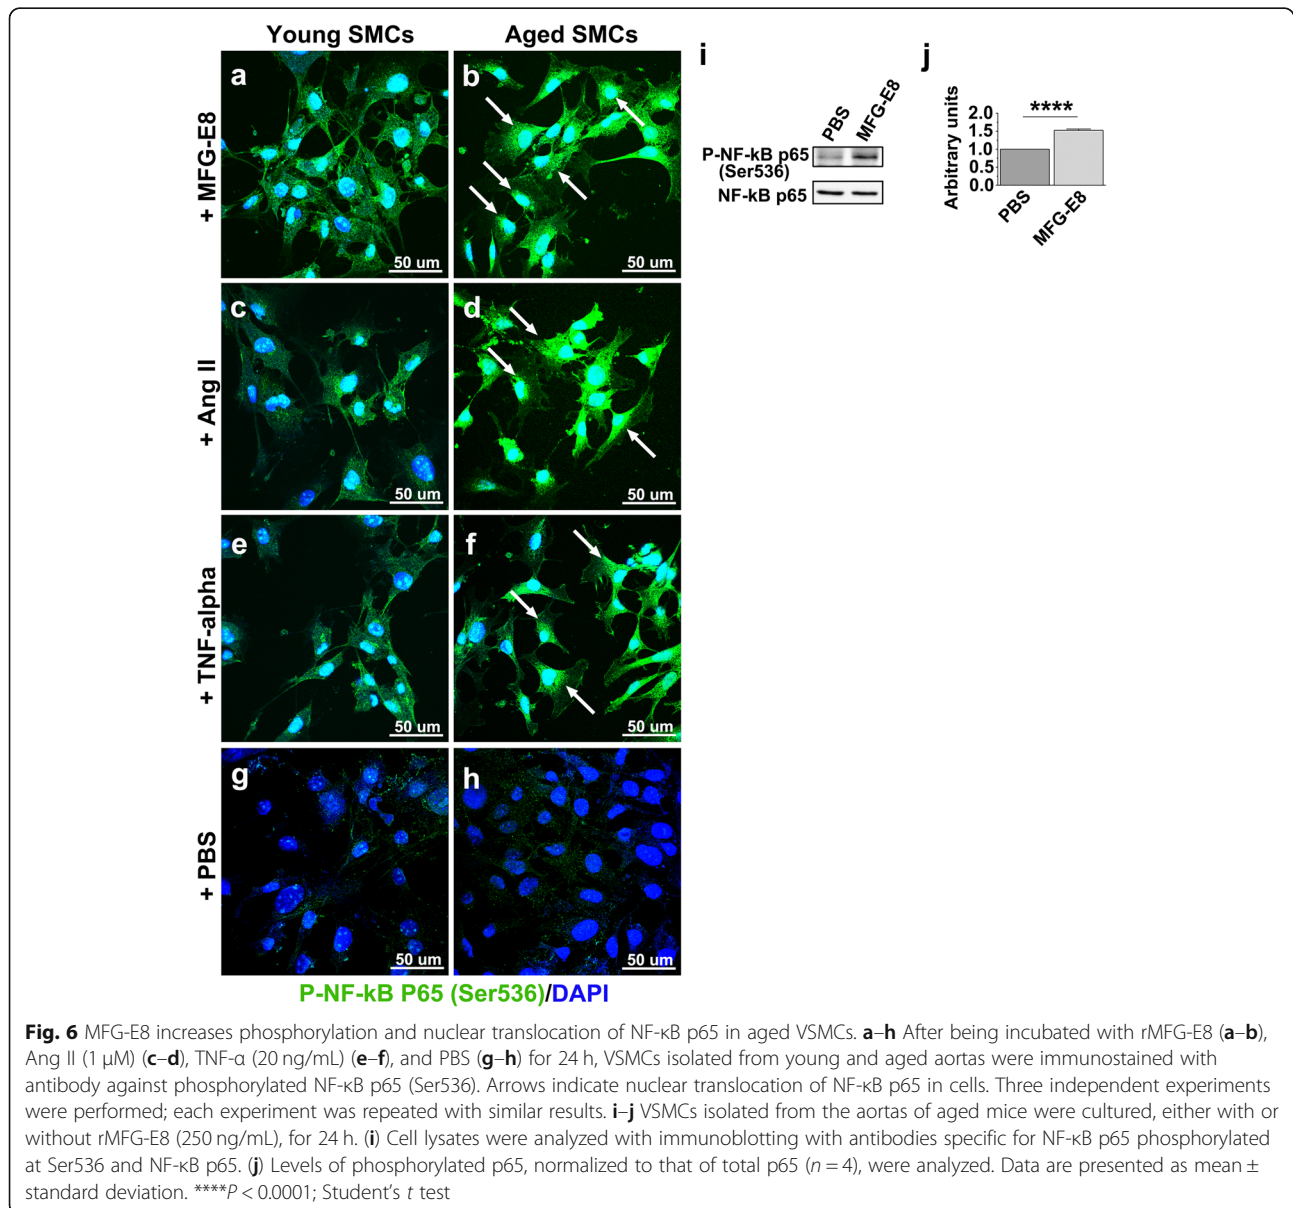 Young SMCs
Aged SMCs
+ MFG-E8
a
50 um
b
50 um
+ Ang II
c
50 um
d
50 um
+ TNF-alpha
e
50 um
f
50 um
+ PBS
g
50 um
h
50 um
P-NF-kB P65 (Ser536)/DAPI
i
PBS
MFG-E8
P-NF-kB p65
(Ser536)
NF-kB p65
j
Arbitrary units
2.0
1.5
1.0
0.5
0.0
****
PBS
MFG-E8
Fig. 6 MFG-E8 increases phosphorylation and nuclear translocation of NF-κB p65 in aged VSMCs. a–h After being incubated with rMFG-E8 (a–b),
Ang II (1 μM) (c–d), TNF-α (20 ng/mL) (e–f), and PBS (g–h) for 24 h, VSMCs isolated from young and aged aortas were immunostained with
antibody against phosphorylated NF-κB p65 (Ser536). Arrows indicate nuclear translocation of NF-κB p65 in cells. Three independent experiments
were performed; each experiment was repeated with similar results. i–j VSMCs isolated from the aortas of aged mice were cultured, either with or
without rMFG-E8 (250 ng/mL), for 24 h. (i) Cell lysates were analyzed with immunoblotting with antibodies specific for NF-κB p65 phosphorylated
at Ser536 and NF-κB p65. (j) Levels of phosphorylated p65, normalized to that of total p65 (n = 4), were analyzed. Data are presented as mean ±
standard deviation. ****P < 0.0001; Student's t test